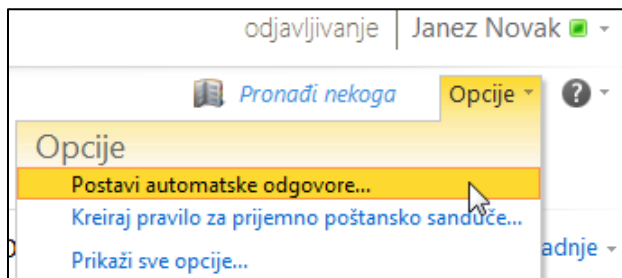 odjavljivanje | Janez Novak
Pronađi nekoga Opcije ?
Opcije
Postavi automatske odgovore...
Kreiraj pravilo za prijemno poštansko sanduče...
Prikaži sve opcije...
adnje